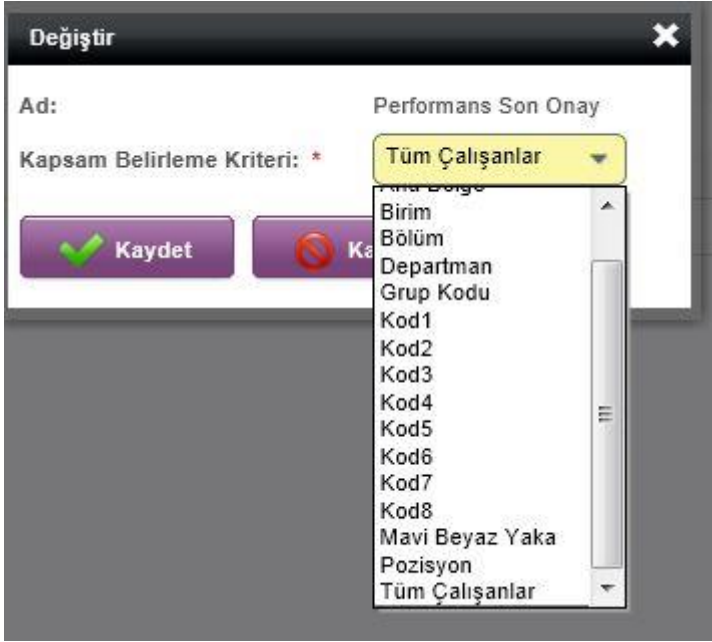 Değiştir
Ad: Performans Son Onay
Kapsam Belirleme Kriteri: * Tüm Çalışanlar
Birim
Bölüm
Departman
Grup Kodu
Kod1
Kod2
Kod3
Kod4
Kod5
Kod6
Kod7
Kod8
Mavi Beyaz Yaka
Pozisyon
Tüm Çalışanlar
Kaydet